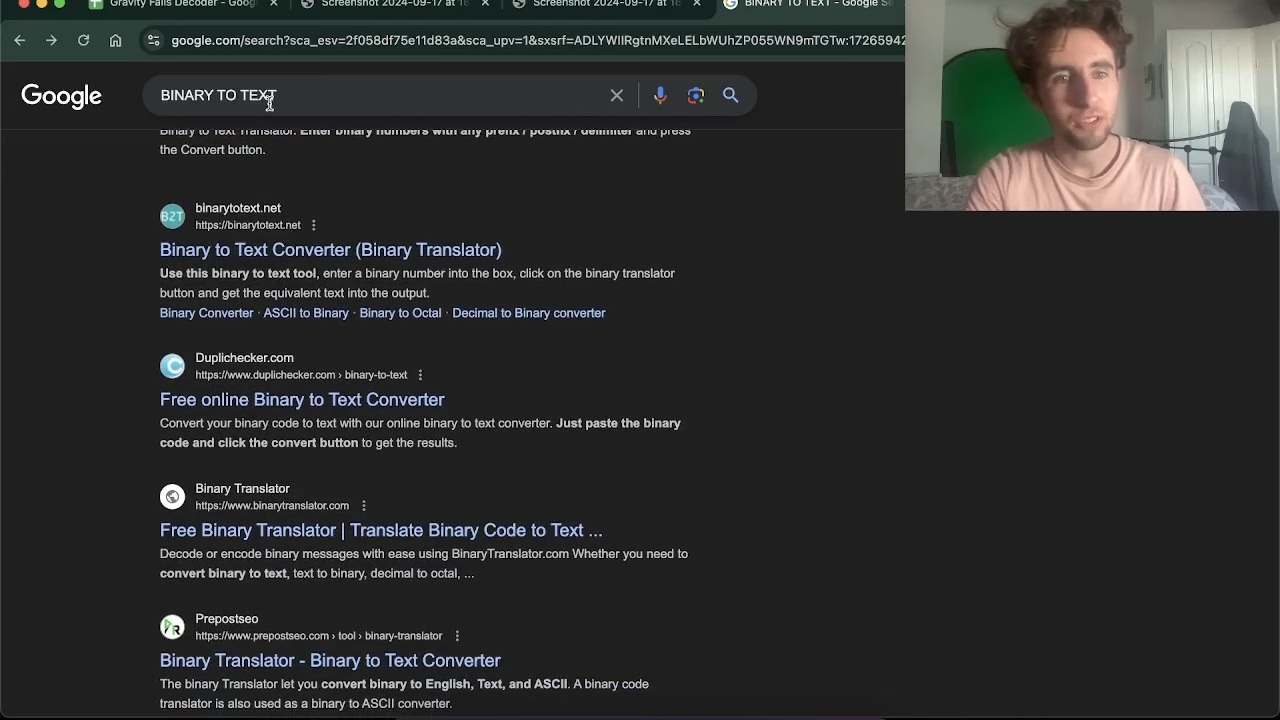 Gravity Falls Decoder - Goog
Screenshot 2024-09-17 at 18
Screenshot 2024-09-17 at 18
BINARY TO TEXT - Google Se
google.com/search?sca_esv=2f058df75e11d83a&sca_upv=1&sxsrf=ADLYWIIRgtnMXeLELbWUhZP055WN9mTGTw:17265942
Google
BINARY TO TEXT
Binary to Text Translator. Enter binary numbers with any prefix / postfix / delimiter and press
the Convert button.
B2T
binarytotext.net
https://binarytotext.net
Binary to Text Converter (Binary Translator)
Use this binary to text tool, enter a binary number into the box, click on the binary translator
button and get the equivalent text into the output.
Binary Converter · ASCII to Binary · Binary to Octal · Decimal to Binary converter
Duplichecker.com
https://www.duplichecker.com › binary-to-text
Free online Binary to Text Converter
Convert your binary code to text with our online binary to text converter. Just paste the binary
code and click the convert button to get the results.
Binary Translator
https://www.binarytranslator.com
Free Binary Translator | Translate Binary Code to Text ...
Decode or encode binary messages with ease using BinaryTranslator.com Whether you need to
convert binary to text, text to binary, decimal to octal, ...
Prepostseo
https://www.prepostseo.com › tool › binary-translator
Binary Translator - Binary to Text Converter
The binary Translator let you convert binary to English, Text, and ASCII. A binary code
translator is also used as a binary to ASCII converter.